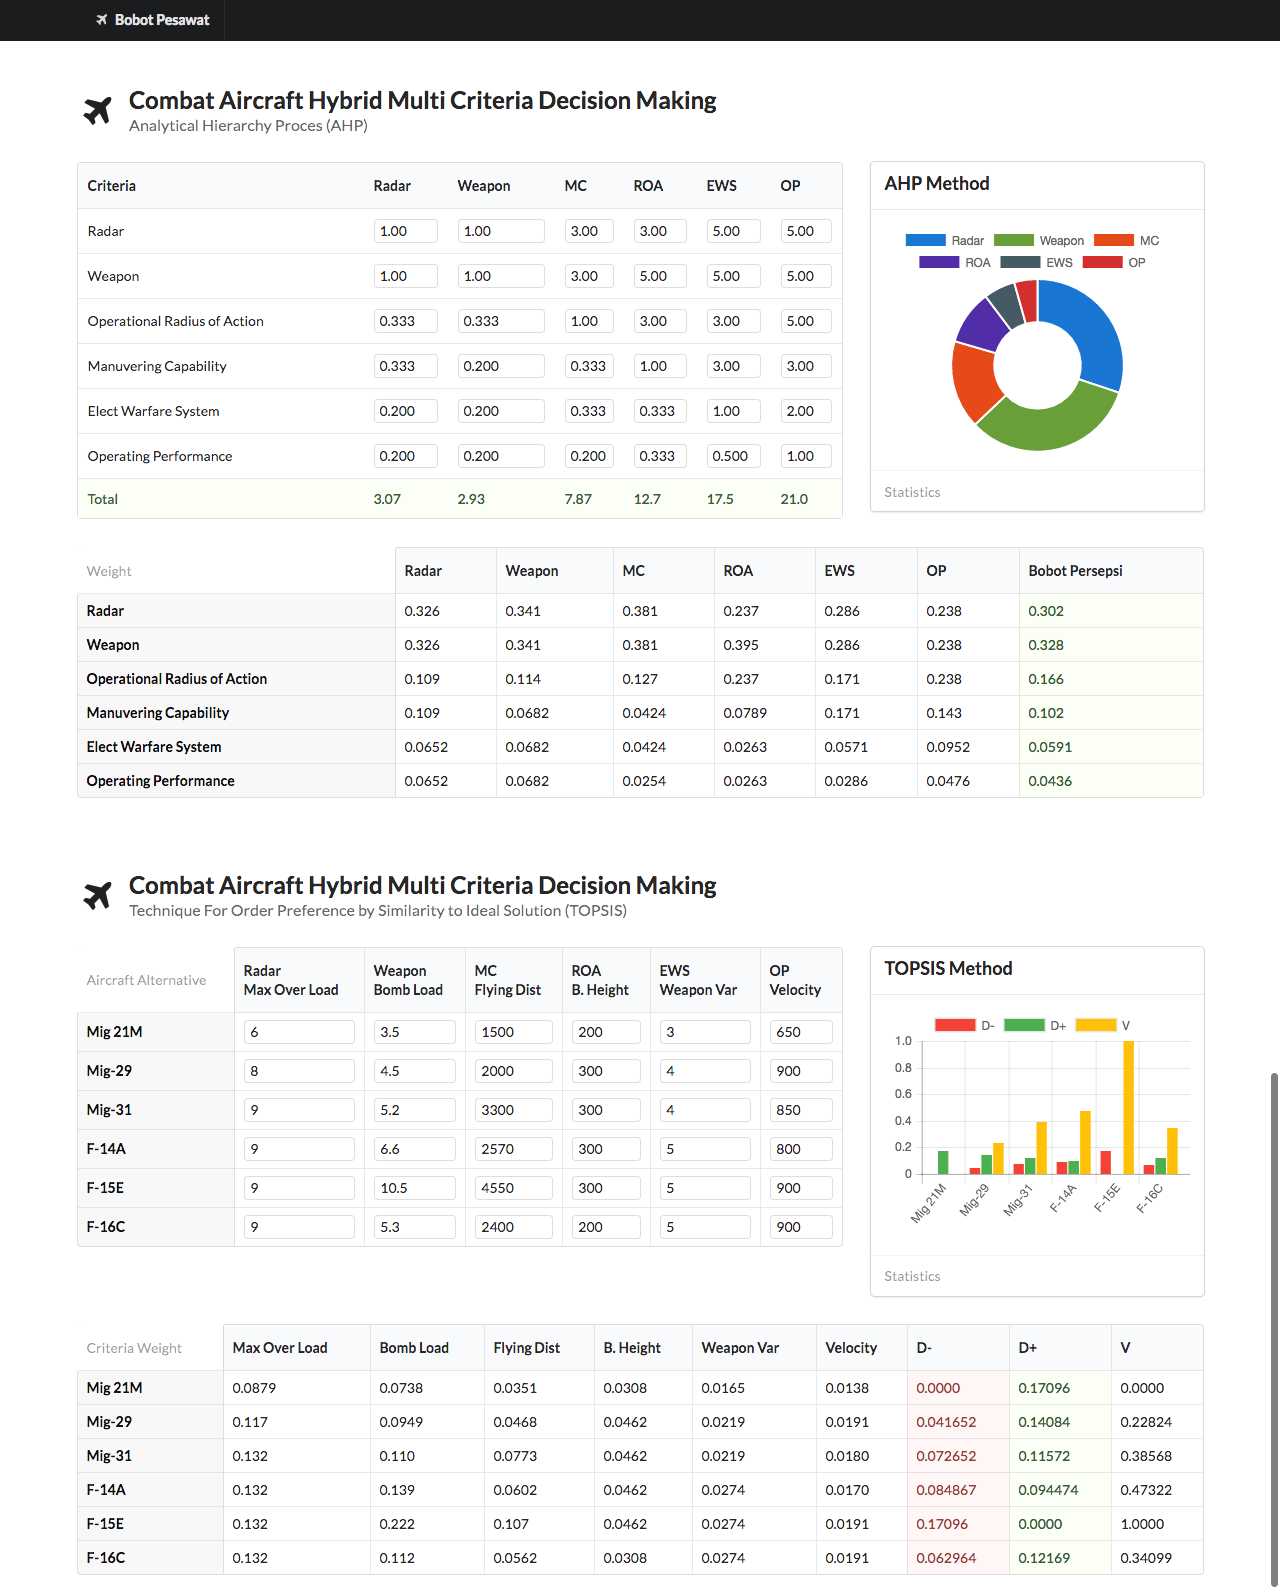 Bobot Pesawat
Combat Aircraft Hybrid Multi Criteria Decision Making
Analytical Hierarchy Proces (AHP)
Criteria Radar Weapon MC ROA EWS OP
Radar 1.00 1.00 3.00 3.00 5.00 5.00
Weapon 1.00 1.00 3.00 5.00 5.00 5.00
Operational Radius of Action 0.333 0.333 1.00 3.00 3.00 5.00
Manuvering Capability 0.333 0.200 0.333 1.00 3.00 3.00
Elect Warfare System 0.200 0.200 0.333 0.333 1.00 2.00
Operating Performance 0.200 0.200 0.200 0.333 0.500 1.00
Total 3.07 2.93 7.87 12.7 17.5 21.0
AHP Method
Radar Weapon MC
ROA EWS OP
Statistics
Weight Radar Weapon MC ROA EWS OP Bobot Persepsi
Radar 0.326 0.341 0.381 0.237 0.286 0.238 0.302
Weapon 0.326 0.341 0.381 0.395 0.286 0.238 0.328
Operational Radius of Action 0.109 0.114 0.127 0.237 0.171 0.238 0.166
Manuvering Capability 0.109 0.0682 0.0424 0.0789 0.171 0.143 0.102
Elect Warfare System 0.0652 0.0682 0.0424 0.0263 0.0571 0.0952 0.0591
Operating Performance 0.0652 0.0682 0.0254 0.0263 0.0286 0.0476 0.0436
Combat Aircraft Hybrid Multi Criteria Decision Making
Technique For Order Preference by Similarity to Ideal Solution (TOPSIS)
Aircraft Alternative Radar Weapon MC ROA EWS OP
Max Over Load Bomb Load Flying Dist B. Height Weapon Var Velocity
Mig 21M 6 3.5 1500 200 3 650
Mig-29 8 4.5 2000 300 4 900
Mig-31 9 5.2 3300 300 4 850
F-14A 9 6.6 2570 300 5 800
F-15E 9 10.5 4550 300 5 900
F-16C 9 5.3 2400 200 5 900
TOPSIS Method
D- D+ V
1.0
0.8
0.6
0.4
0.2
0
Mig 21M Mig-29 Mig-31 F-14A F-15E F-16C
Statistics
Criteria Weight Max Over Load Bomb Load Flying Dist B. Height Weapon Var Velocity D- D+ V
Mig 21M 0.0879 0.0738 0.0351 0.0308 0.0165 0.0138 0.0000 0.17096 0.0000
Mig-29 0.117 0.0949 0.0468 0.0462 0.0219 0.0191 0.041652 0.14084 0.22824
Mig-31 0.132 0.110 0.0773 0.0462 0.0219 0.0180 0.072652 0.11572 0.38568
F-14A 0.132 0.139 0.0602 0.0462 0.0274 0.0170 0.084867 0.094474 0.47322
F-15E 0.132 0.222 0.107 0.0462 0.0274 0.0191 0.17096 0.0000 1.0000
F-16C 0.132 0.112 0.0562 0.0308 0.0274 0.0191 0.062964 0.12169 0.34099